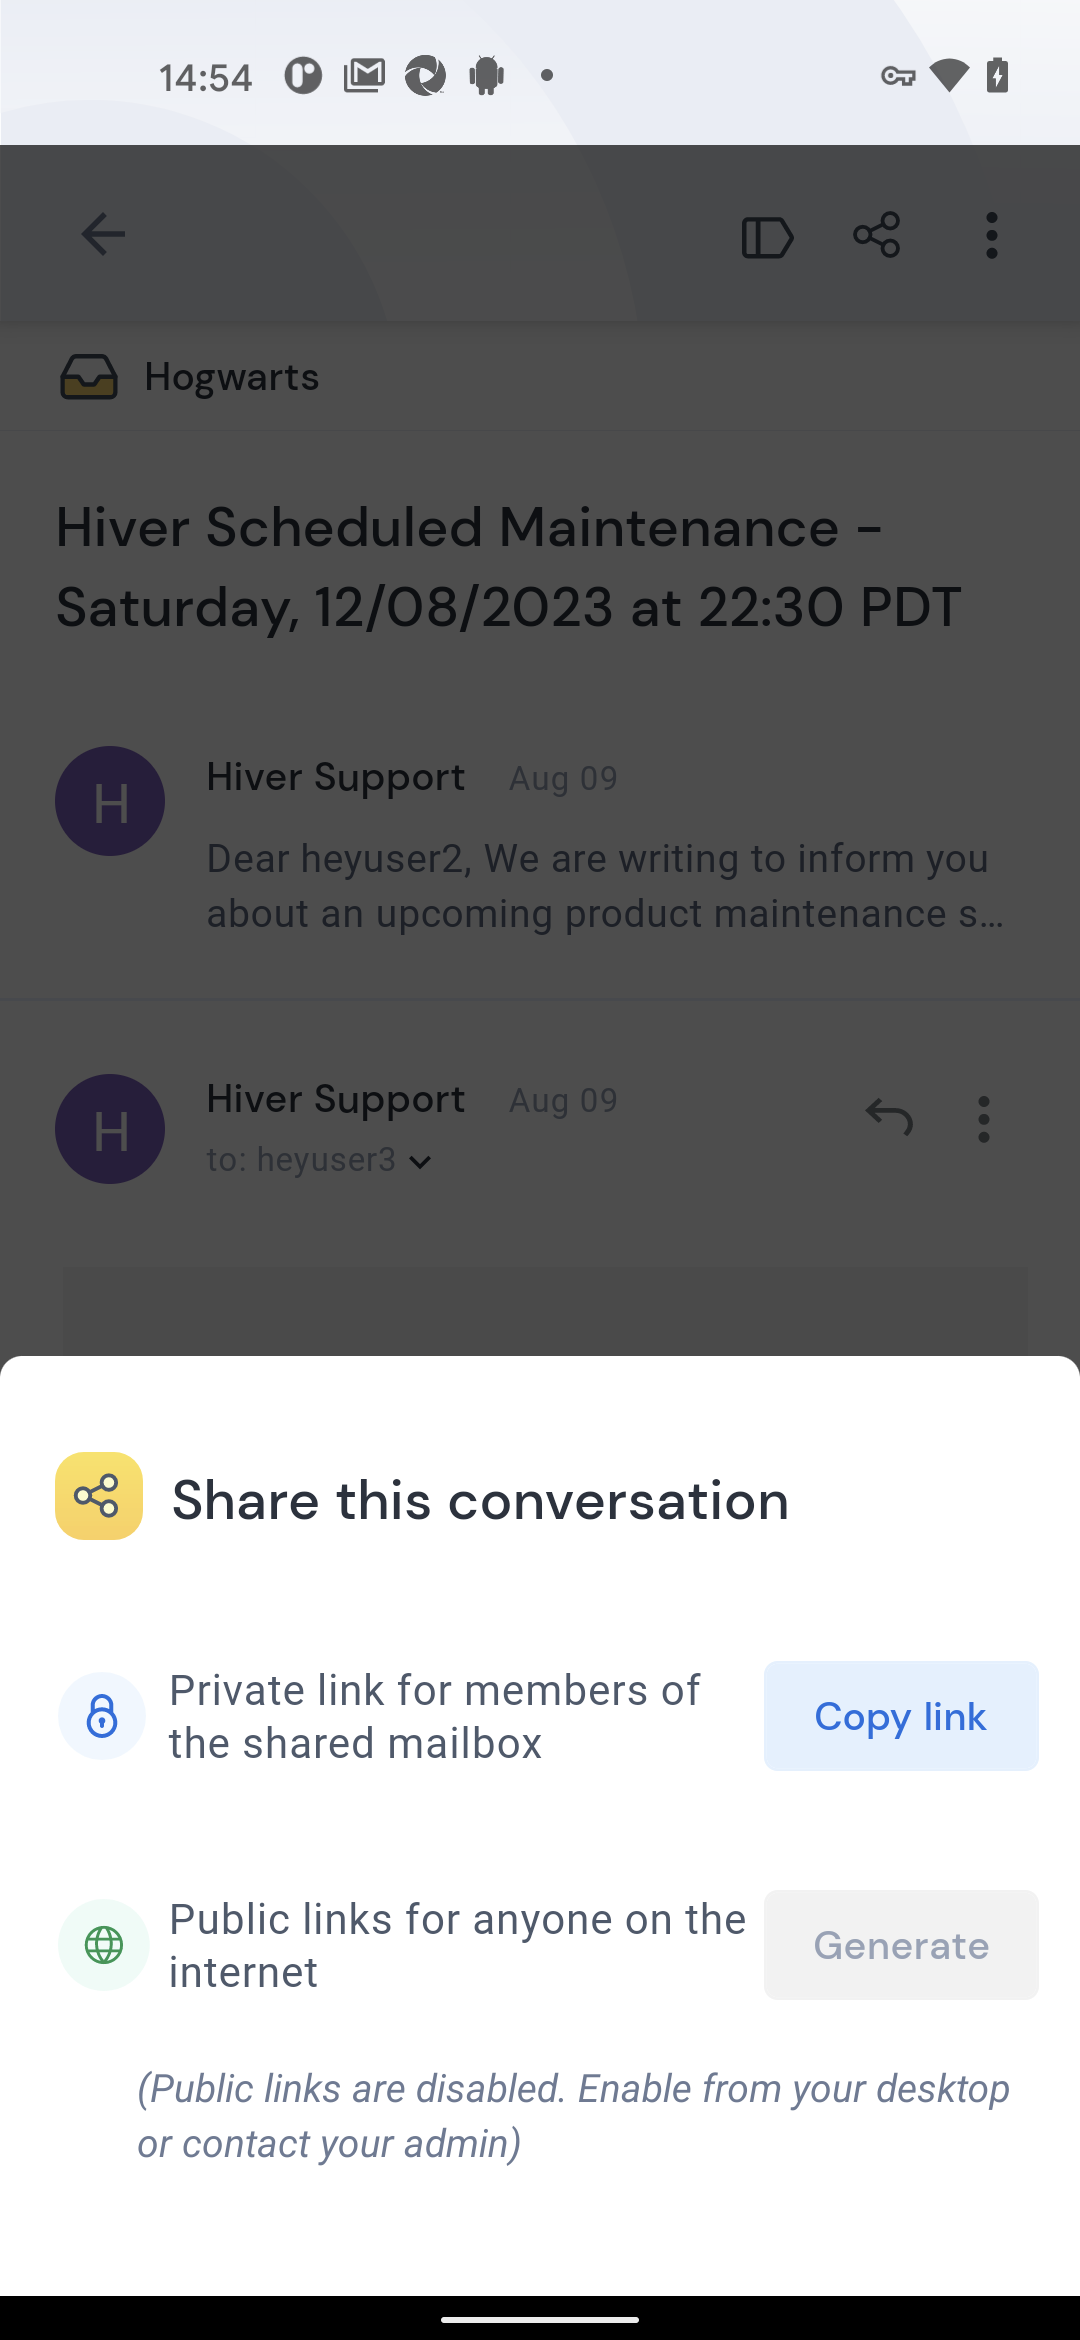 14:54
Hogwarts
Hiver Scheduled Maintenance -
Saturday, 12/08/2023 at 22:30 PDT
H
Hiver Support Aug 09
Dear heyuser2, We are writing to inform you
about an upcoming product maintenance s...
H
Hiver Support Aug 09
to: heyuser3
Share this conversation
Private link for members of
the shared mailbox
Copy link
Public links for anyone on the
internet
Generate
(Public links are disabled. Enable from your desktop
or contact your admin)